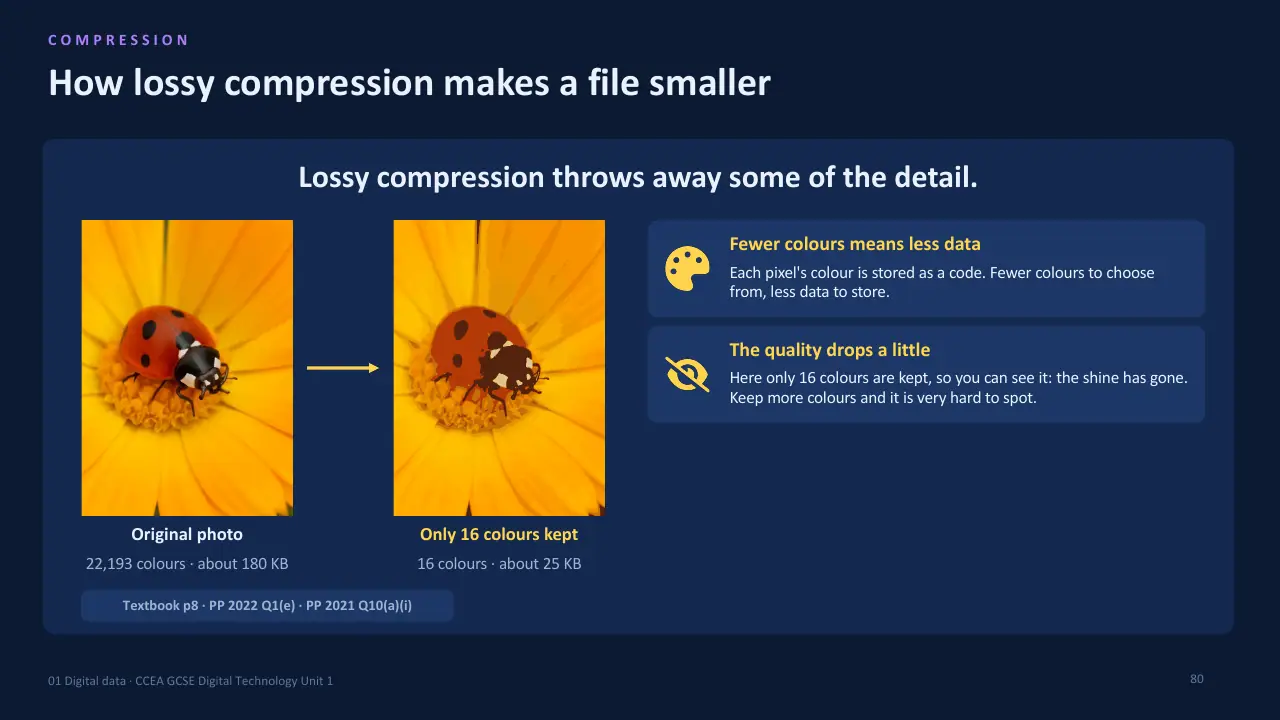 COMPRESSION
How lossy compression makes a file smaller
Lossy compression throws away some of the detail.
Original photo
22,193 colours · about 180 KB
Only 16 colours kept
16 colours · about 25 KB
Fewer colours means less data
Each pixel's colour is stored as a code. Fewer colours to choose
from, less data to store.
The quality drops a little
Here only 16 colours are kept, so you can see it: the shine has gone.
Keep more colours and it is very hard to spot.
Textbook p8 · PP 2022 Q1(e) · PP 2021 Q10(a)(i)
01 Digital data · CCEA GCSE Digital Technology Unit 1
80